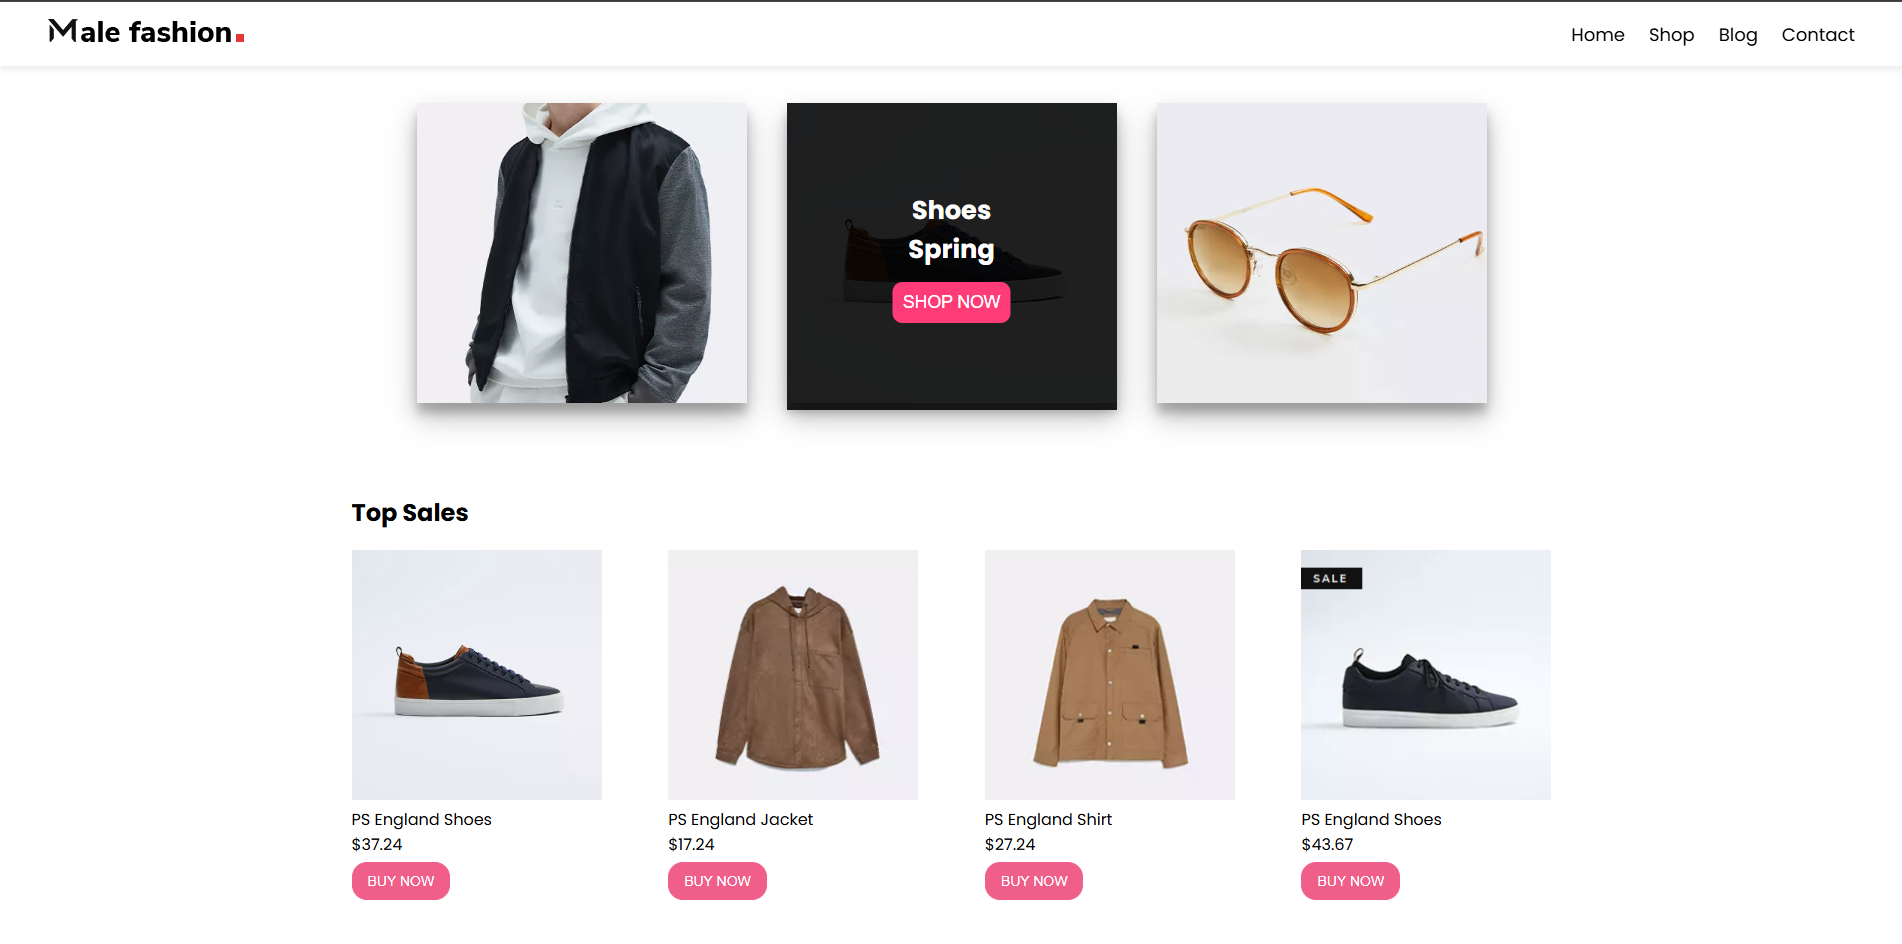 Male fashion.
Home Shop Blog Contact
Shoes
Spring
SHOP NOW
Top Sales
SALE
PS England Shoes
$37.24
BUY NOW
PS England Jacket
$17.24
BUY NOW
PS England Shirt
$27.24
BUY NOW
PS England Shoes
$43.67
BUY NOW